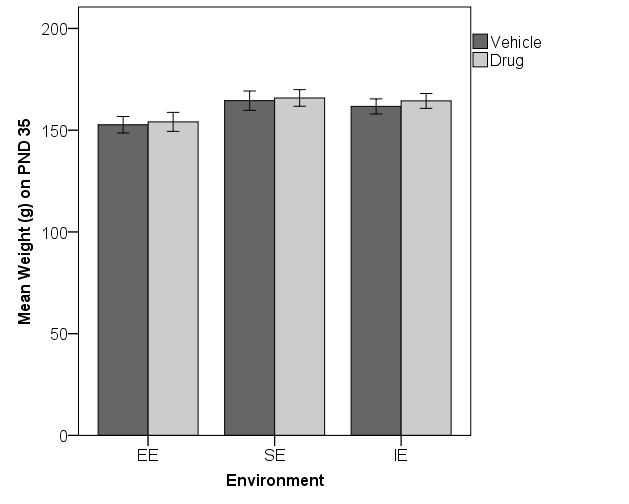 200
150
100
50
0
Mean Weight (g) on PND 35
EE
SE
IE
Environment
Vehicle
Drug